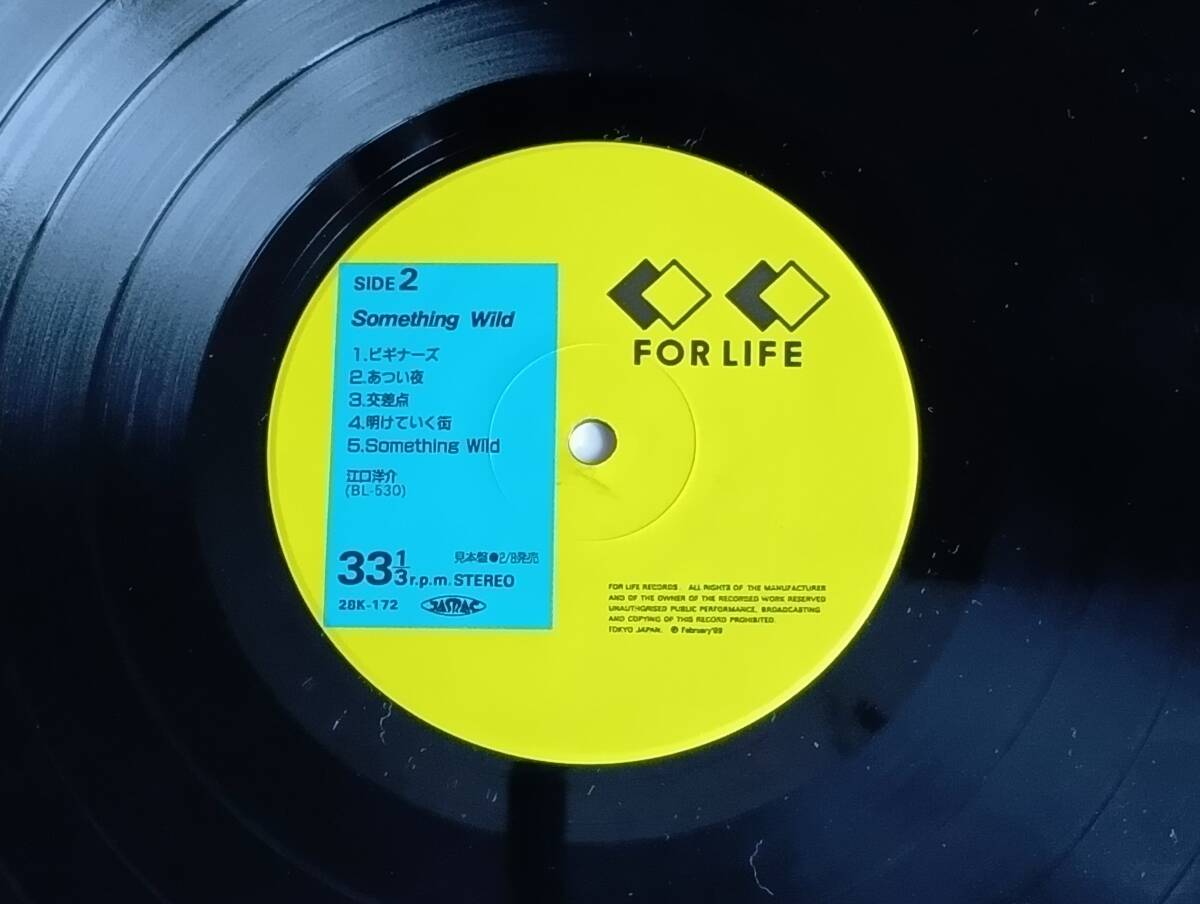 SIDE 2
Something Wild
1.ビギナーズ
2.あつい夜
3.交差点
4.明けていく街
5.Something Wild
江口洋介
(BL-530)
33 1/3 r.p.m. STEREO
見本盤●2/8発売
28K-172 JASRAC
FOR LIFE
FOR LIFE RECORDS. ALL RIGHTS OF THE MANUFACTURER
AND OF THE OWNER OF THE RECORDED WORK RESERVED
UNAUTHORISED PUBLIC PERFORMANCE, BROADCASTING
AND COPYING OF THIS RECORD PROHIBITED.
TOKYO JAPAN. ℗ February'89